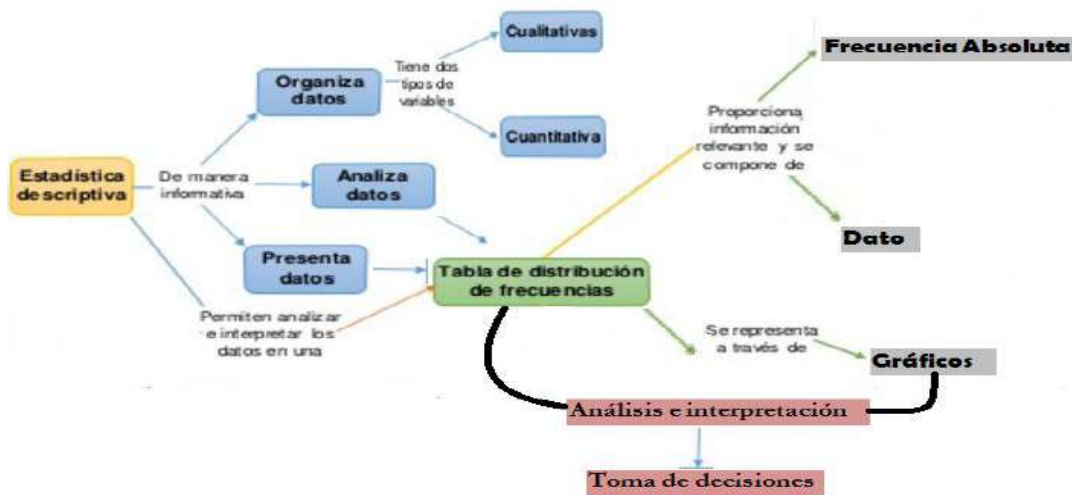 Estadística
descriptiva
De manera
informativa
Organiza
datos
Tiene dos
tipos de
variables
Cualitativas
Cuantitativa
Analiza
datos
Presenta
datos
Permiten analizar
e interpretar los
datos en una
Tabla de distribución
de frecuencias
Proporciona
información
relevante y se
compone de
Frecuencia Absoluta
Dato
Se representa
a través de
Gráficos
Análisis e interpretación
Toma de decisiones